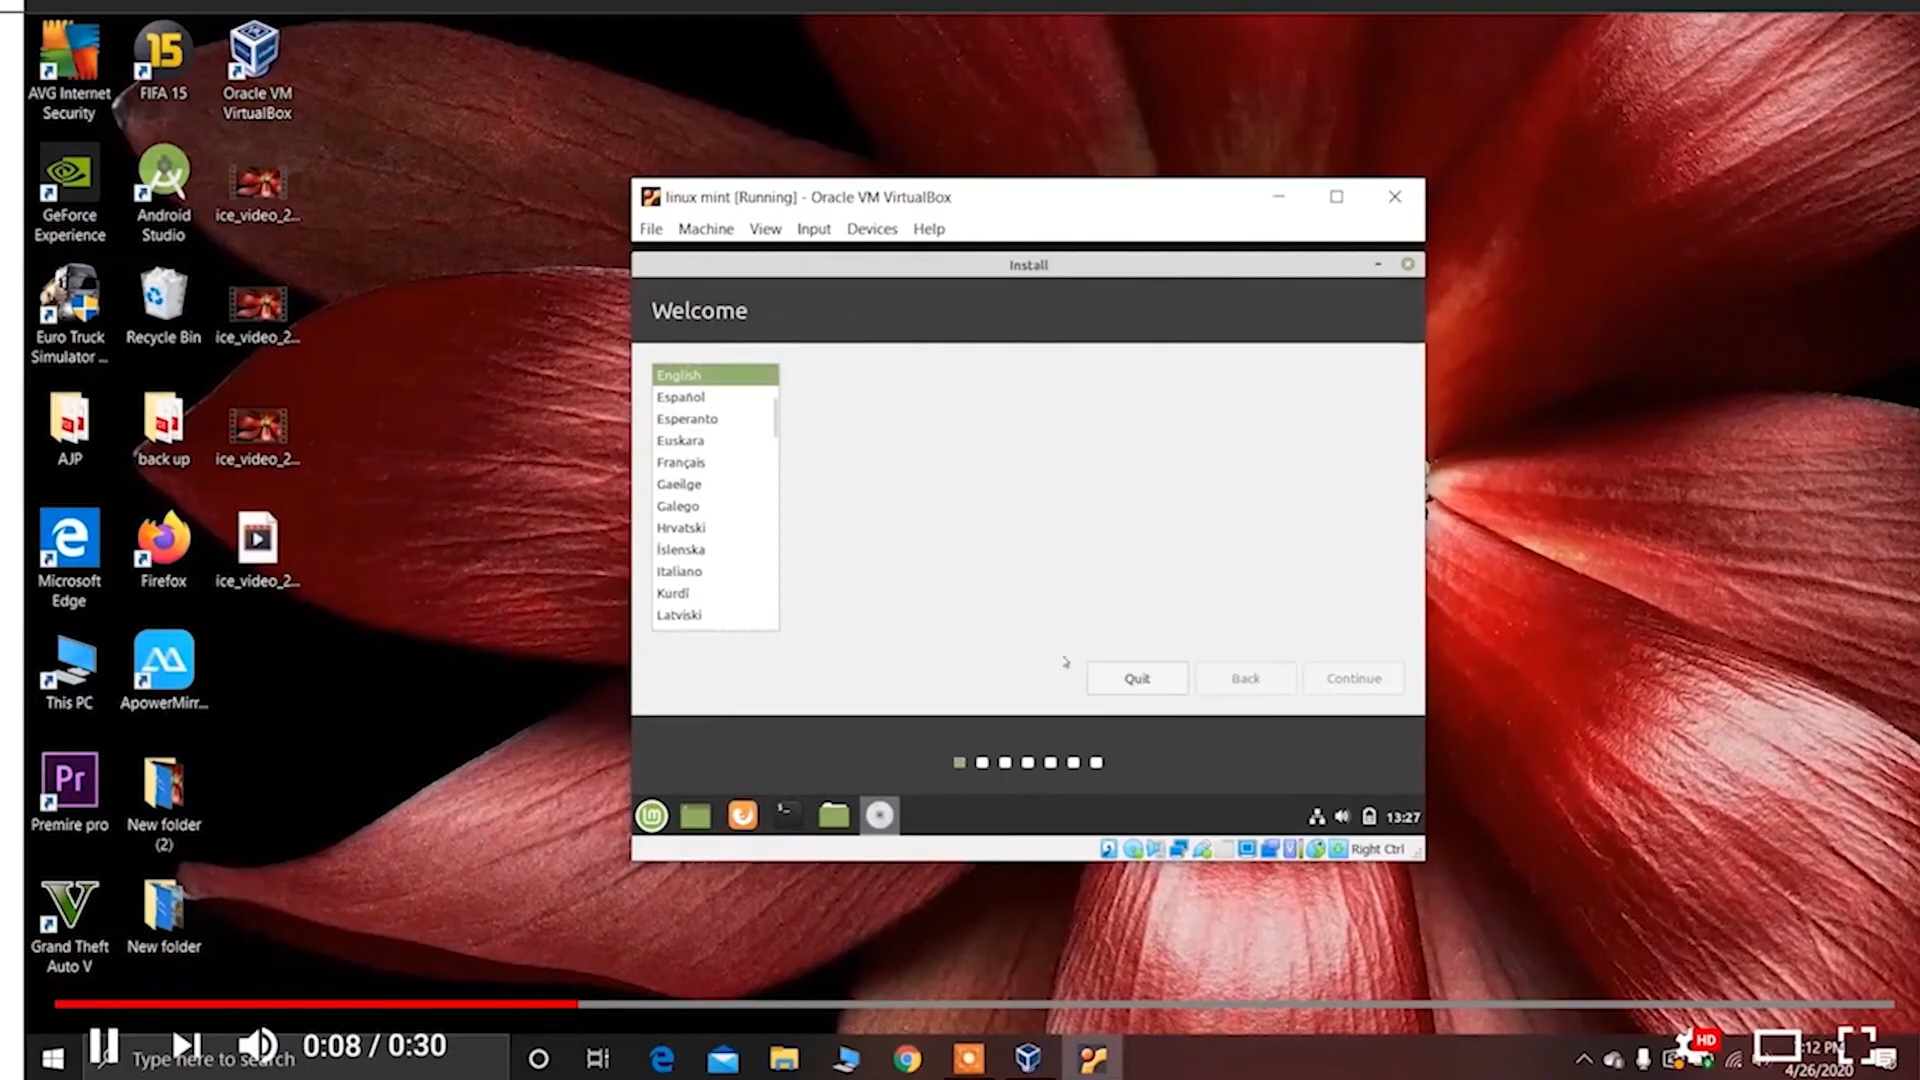 AVG Internet
Security
FIFA 15
Oracle VM
VirtualBox
GeForce
Experience
Android
Studio
ice_video_2...
Euro Truck
Simulator ...
Recycle Bin
ice_video_2...
AJP
back up
ice_video_2...
Microsoft
Edge
Firefox
ice_video_2...
This PC
ApowerMirr...
Pr
Premire pro
New folder
(2)
Grand Theft
Auto V
New folder
linux mint [Running] - Oracle VM VirtualBox
File Machine View Input Devices Help
Install
Welcome
English
Español
Esperanto
Euskara
Français
Gaeilge
Galego
Hrvatski
Íslenska
Italiano
Kurdî
Latviski
Quit Back Continue
13:27
Right Ctrl
0:08 / 0:30
Type here to search
HD
:12 PM
4/26/2020